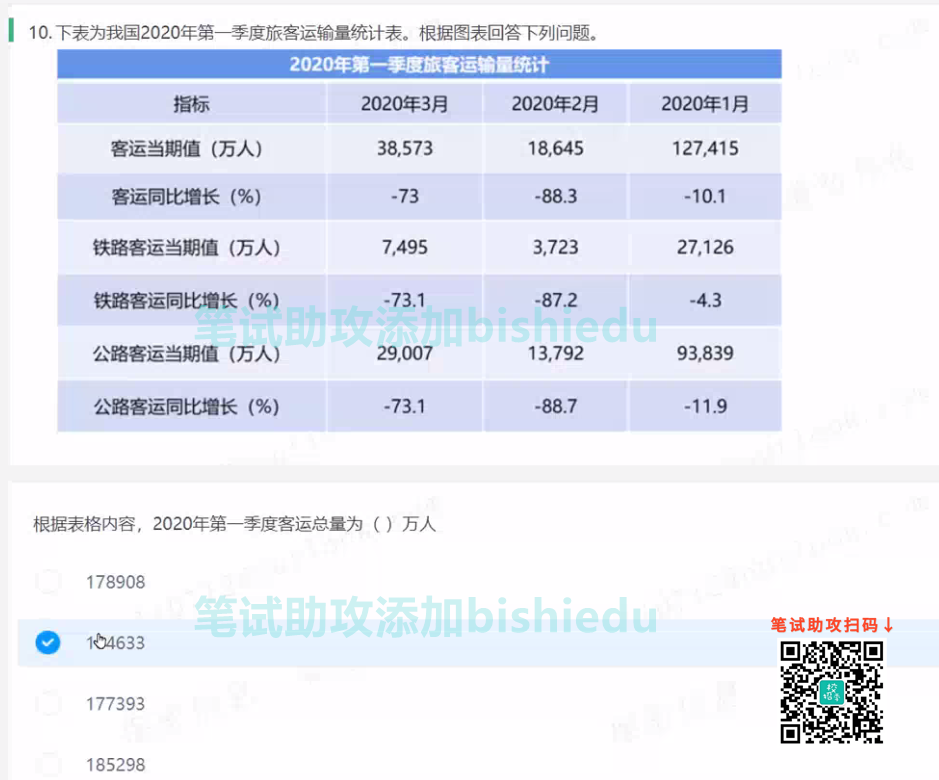 10. 下表为我国2020年第一季度旅客运输量统计表。根据图表回答下列问题。
2020年第一季度旅客运输量统计
指标 2020年3月 2020年2月 2020年1月
客运当期值（万人） 38,573 18,645 127,415
客运同比增长（%） -73 -88.3 -10.1
铁路客运当期值（万人） 7,495 3,723 27,126
铁路客运同比增长（%） -73.1 -87.2 -4.3
笔试助攻添加bishiedu
公路客运当期值（万人） 29,007 13,792 93,839
公路客运同比增长（%） -73.1 -88.7 -11.9
根据表格内容，2020年第一季度客运总量为（ ）万人
178908
笔试助攻添加bishiedu
笔试助攻扫码↓
184633
177393
185298